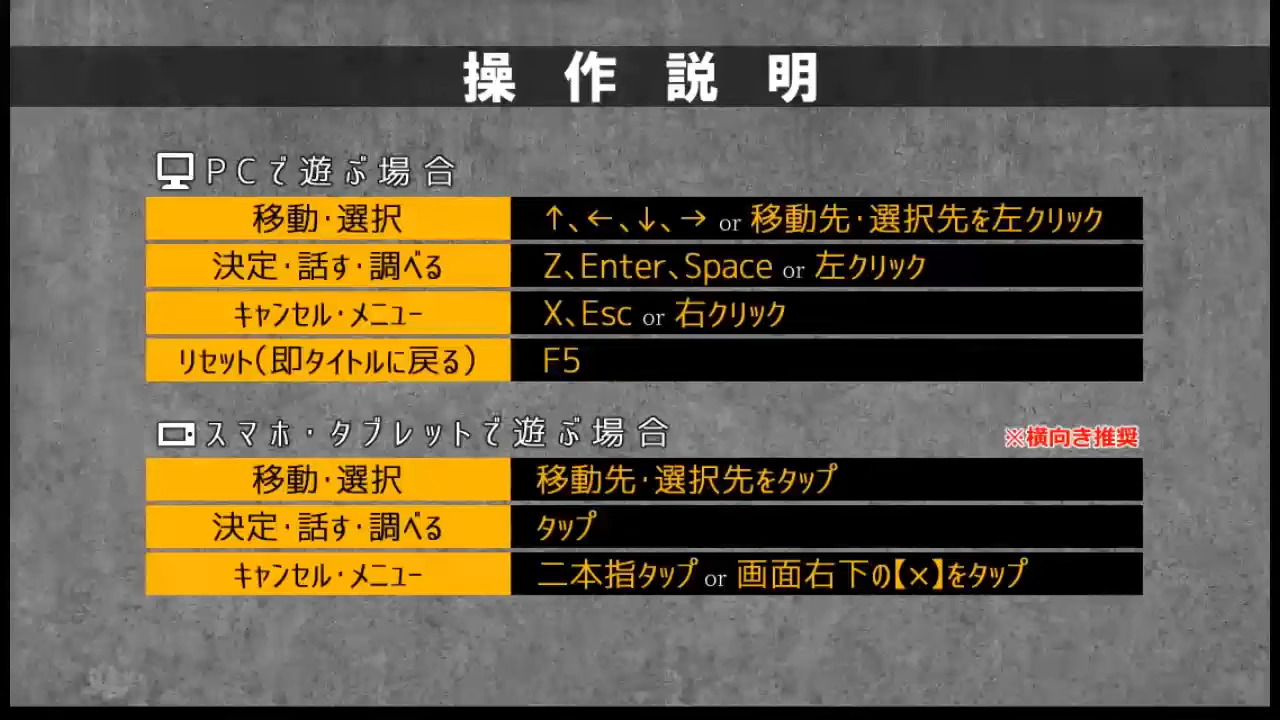 操作説明
PCで遊ぶ場合
移動・選択 ↑、←、↓、→ or 移動先・選択先を左クリック
決定・話す・調べる Z、Enter、Space or 左クリック
キャンセル・メニュー X、Esc or 右クリック
リセット(即タイトルに戻る) F5
スマホ・タブレットで遊ぶ場合 ※横向き推奨
移動・選択 移動先・選択先をタップ
決定・話す・調べる タップ
キャンセル・メニュー 二本指タップ or 画面右下の【×】をタップ